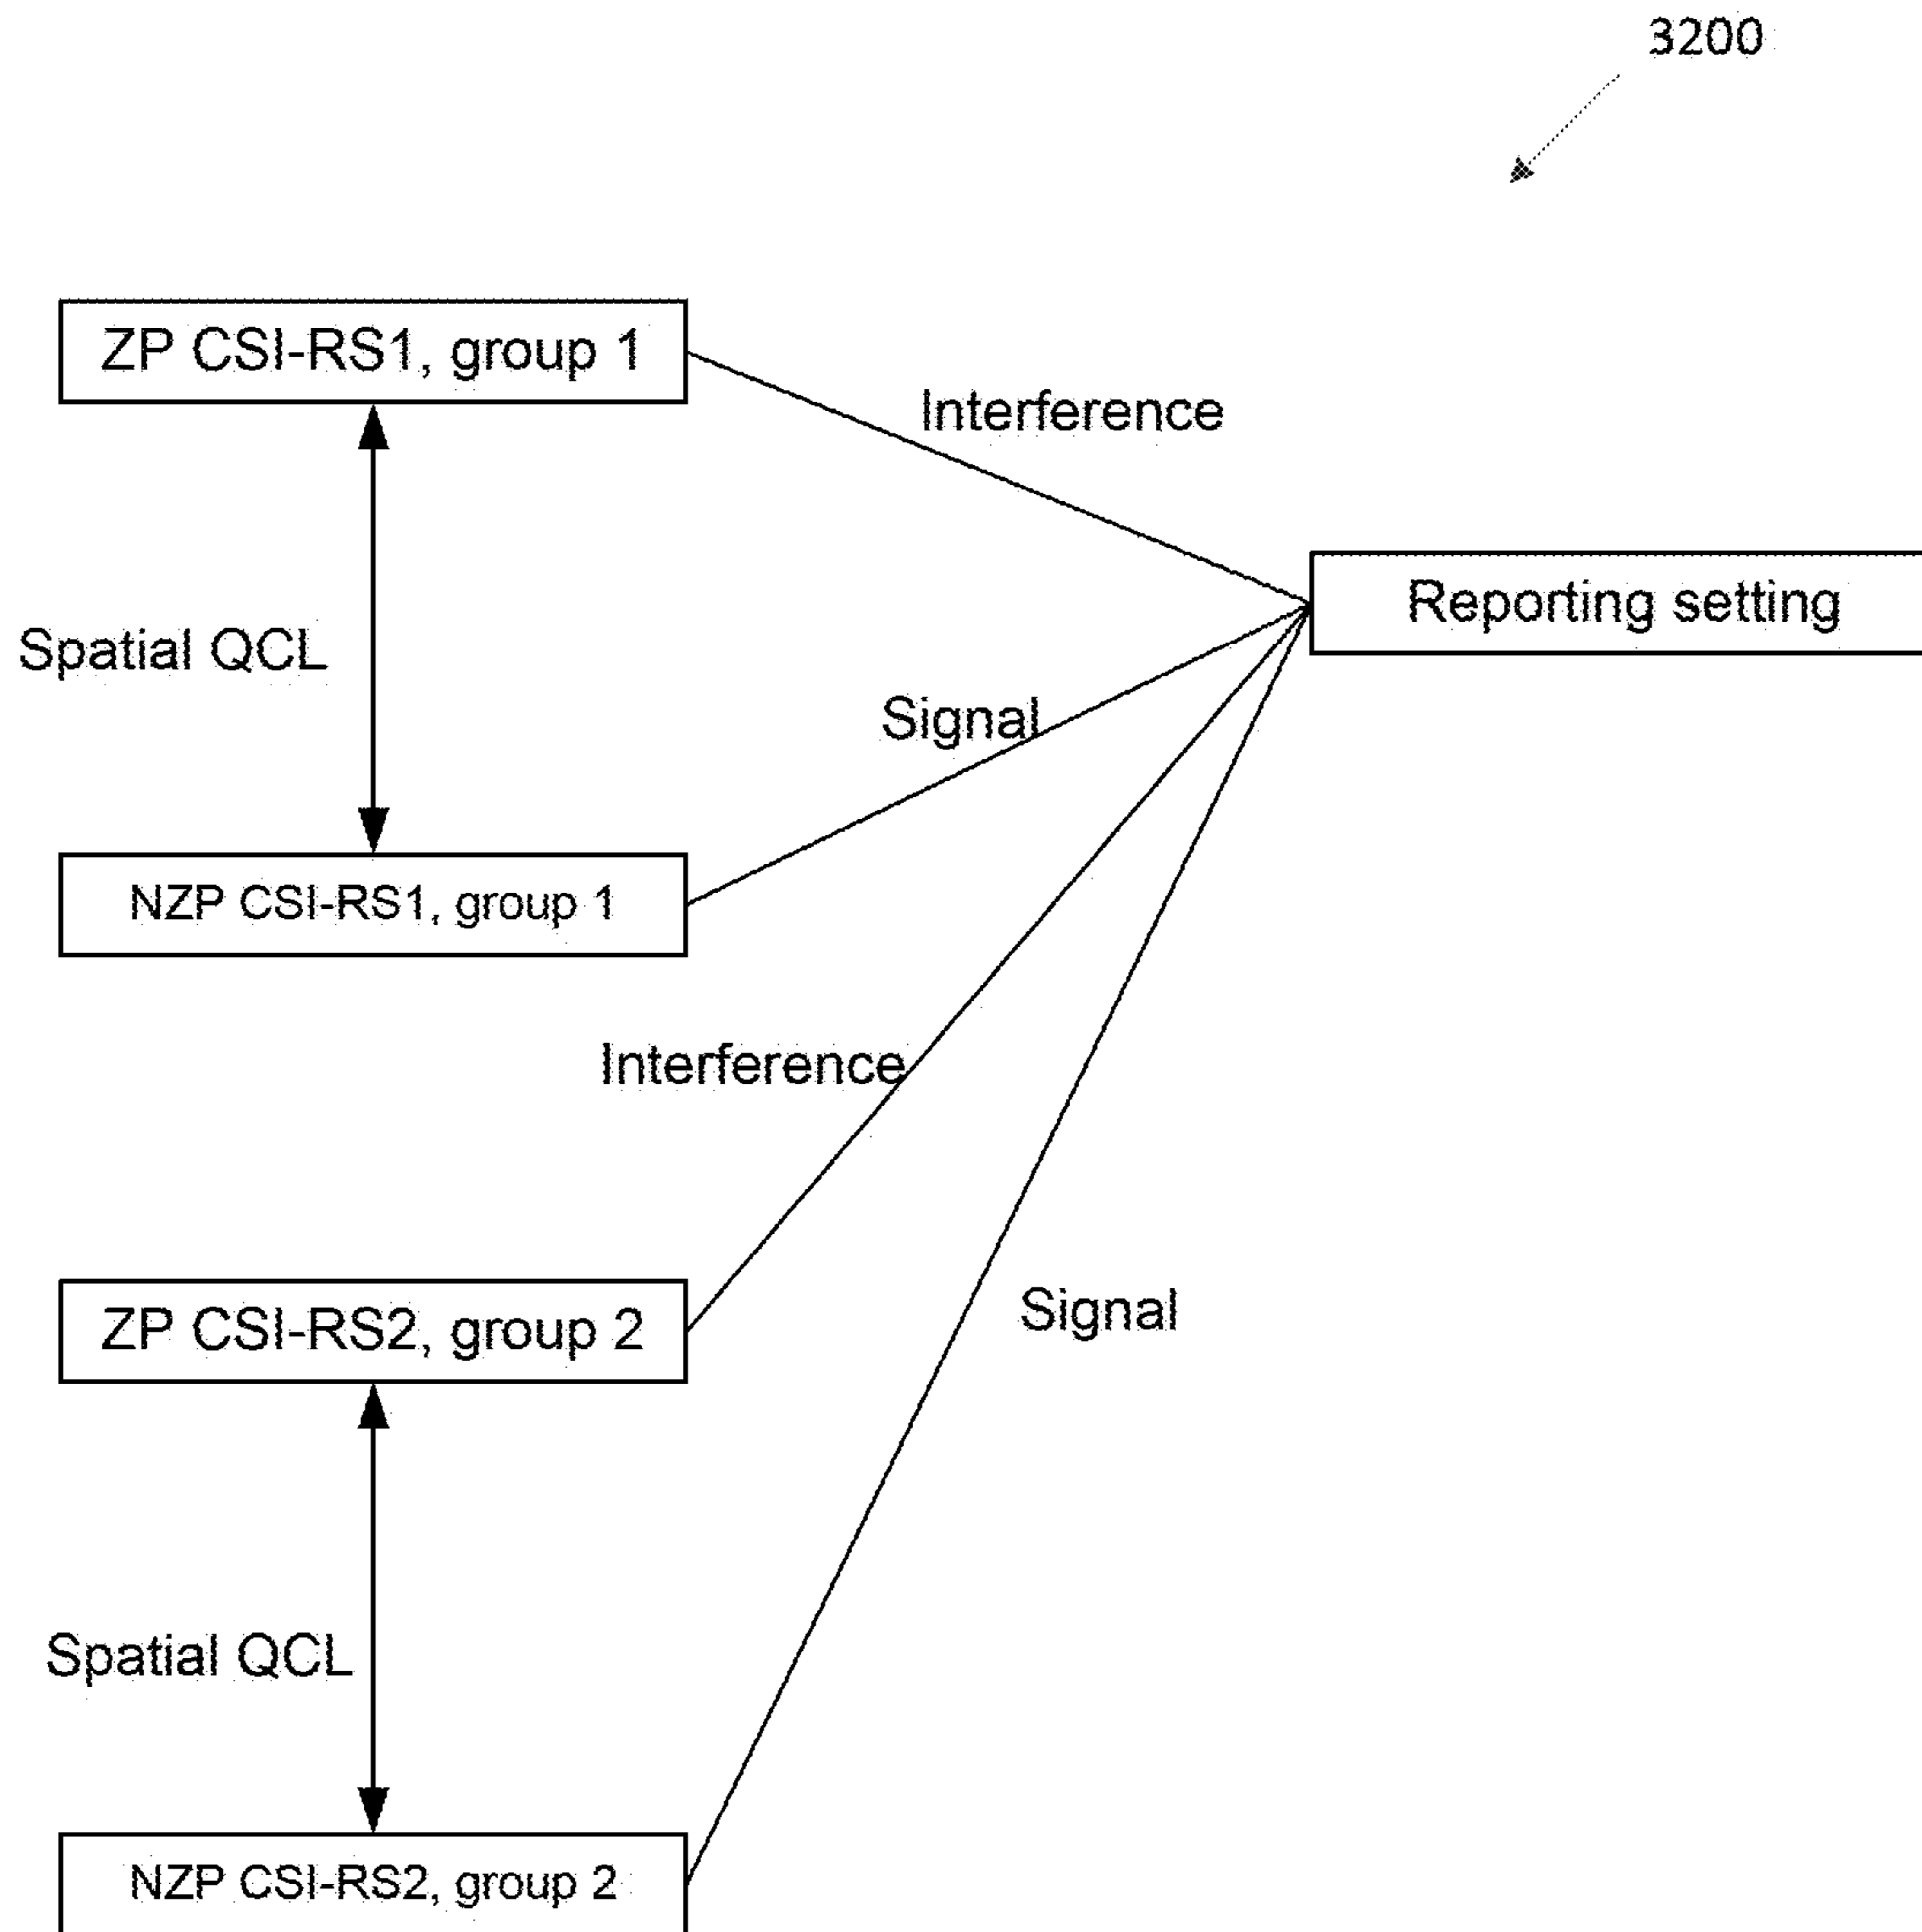 3200
ZP CSI-RS1, group 1
Interference
Reporting setting
Spatial QCL
Signal
NZP CSI-RS1, group 1
Interference
ZP CSI-RS2, group 2
Signal
Spatial QCL
NZP CSI-RS2, group 2